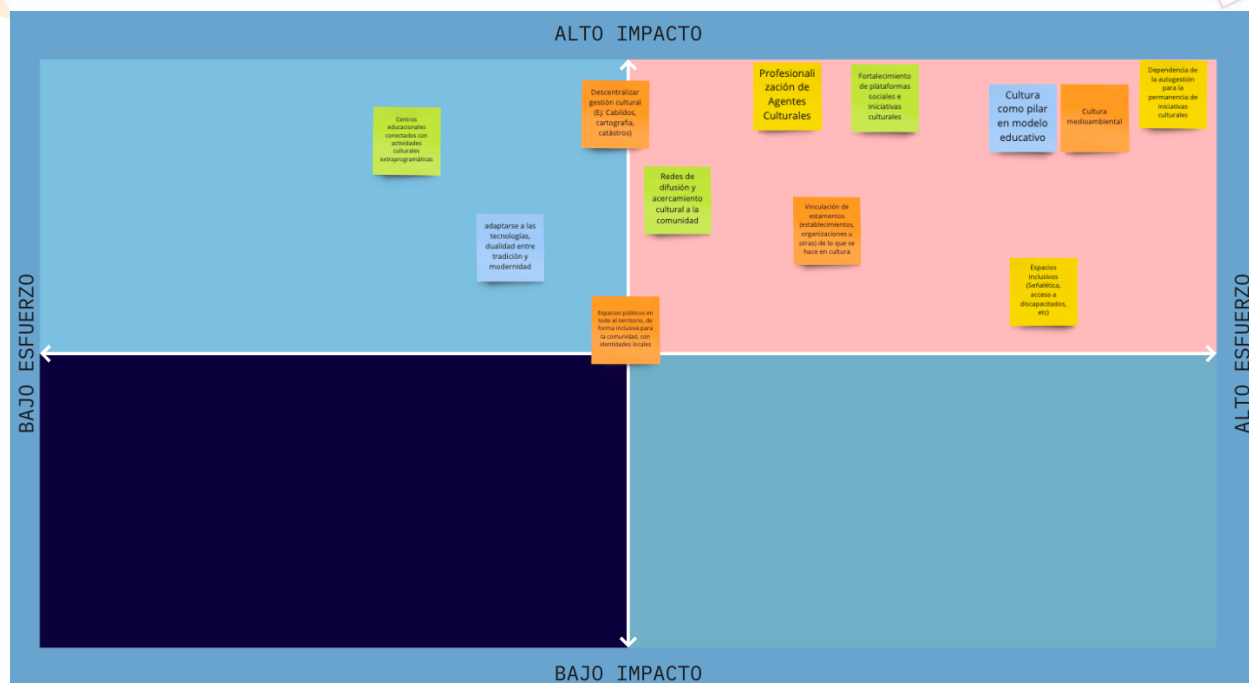 ALTO IMPACTO
Centros
educacionales
conectados con
actividades
culturales
extraprogramáticas
adaptarse a las
tecnologías,
dualidad entre
tradición y
modernidad
Descentralizar
gestión cultural
(Ej: Cabildos,
cartografia,
catástros)
Espacios públicos en
todo el territorio, de
forma inclusiva para
la comunidad, con
identidades locales
Redes de
difusión y
acercamiento
cultural a la
comunidad
Profesionali
zación de
Agentes
Culturales
Fortalecimiento
de plataformas
sociales e
iniciativas
culturales
Vinculación de
estamentos
(establecimientos,
organizaciones u
otras) de lo que se
hace en cultura
Cultura
como pilar
en modelo
educativo
Cultura
medioambiental
Dependencia de
la autogestión
para la
permanencia de
iniciativas
culturales
Espacios
inclusivos
(Señalética,
acceso a
discapacitados,
etc)
BAJO ESFUERZO
ALTO ESFUERZO
BAJO IMPACTO